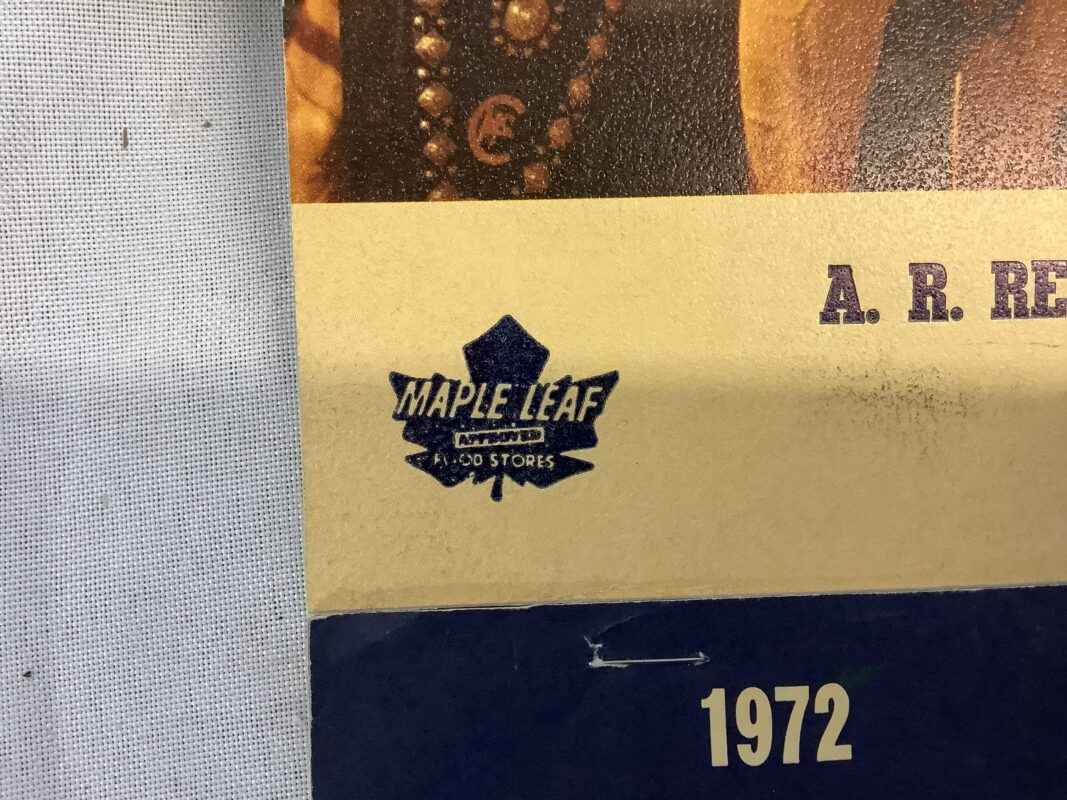 A. R. RE
MAPLE LEAF
APPROVED
FOOD STORES
1972